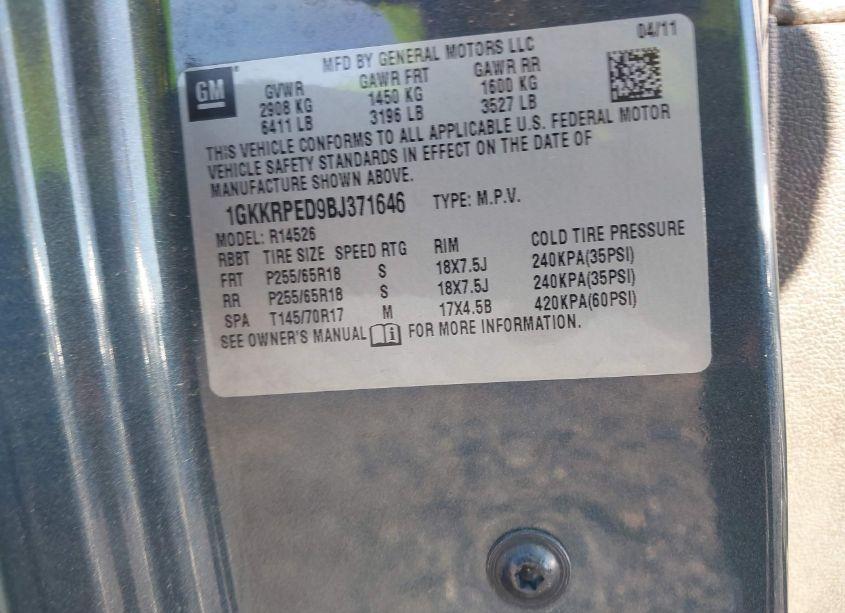 04/11
MFD BY GENERAL MOTORS LLC
GM
GVWR GAWR FRT GAWR RR
2908 KG 1450 KG 1600 KG
6411 LB 3196 LB 3527 LB
THIS VEHICLE CONFORMS TO ALL APPLICABLE U.S. FEDERAL MOTOR
VEHICLE SAFETY STANDARDS IN EFFECT ON THE DATE OF
MANUFACTURE SHOWN ABOVE.
1GKKRPED9BJ371646 TYPE: M.P.V.
MODEL: R14526
RBBT TIRE SIZE SPEED RTG RIM COLD TIRE PRESSURE
FRT P255/65R18 S 18X7.5J 240KPA(35PSI)
RR P255/65R18 S 18X7.5J 240KPA(35PSI)
SPA T145/70R17 M 17X4.5B 420KPA(60PSI)
SEE OWNER'S MANUAL FOR MORE INFORMATION.